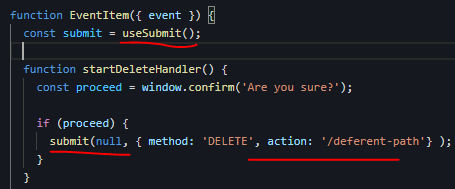 function EventItem({ event }) {
const submit = useSubmit();
function startDeleteHandler() {
const proceed = window.confirm('Are you sure?');
if (proceed) {
submit(null, { method: 'DELETE', action: '/deferent-path'} );
}
}